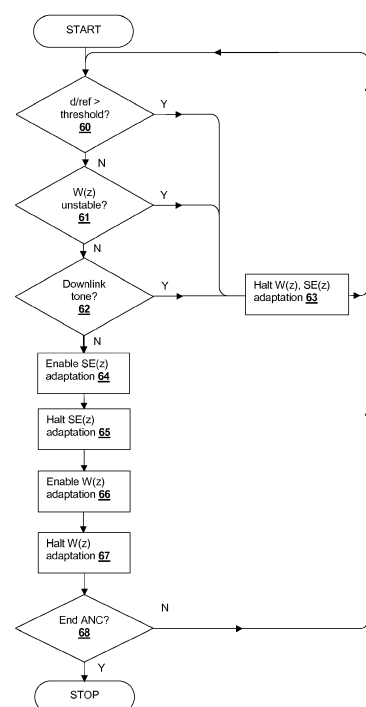 START
d/ref >
threshold?
60
Y
N
W(z)
unstable?
61
Y
N
Downlink
tone?
62
Y
N
Halt W(z), SE(z)
adaptation 63
Enable SE(z)
adaptation 64
Halt SE(z)
adaptation 65
Enable W(z)
adaptation 66
Halt W(z)
adaptation 67
End ANC?
68
N
Y
STOP